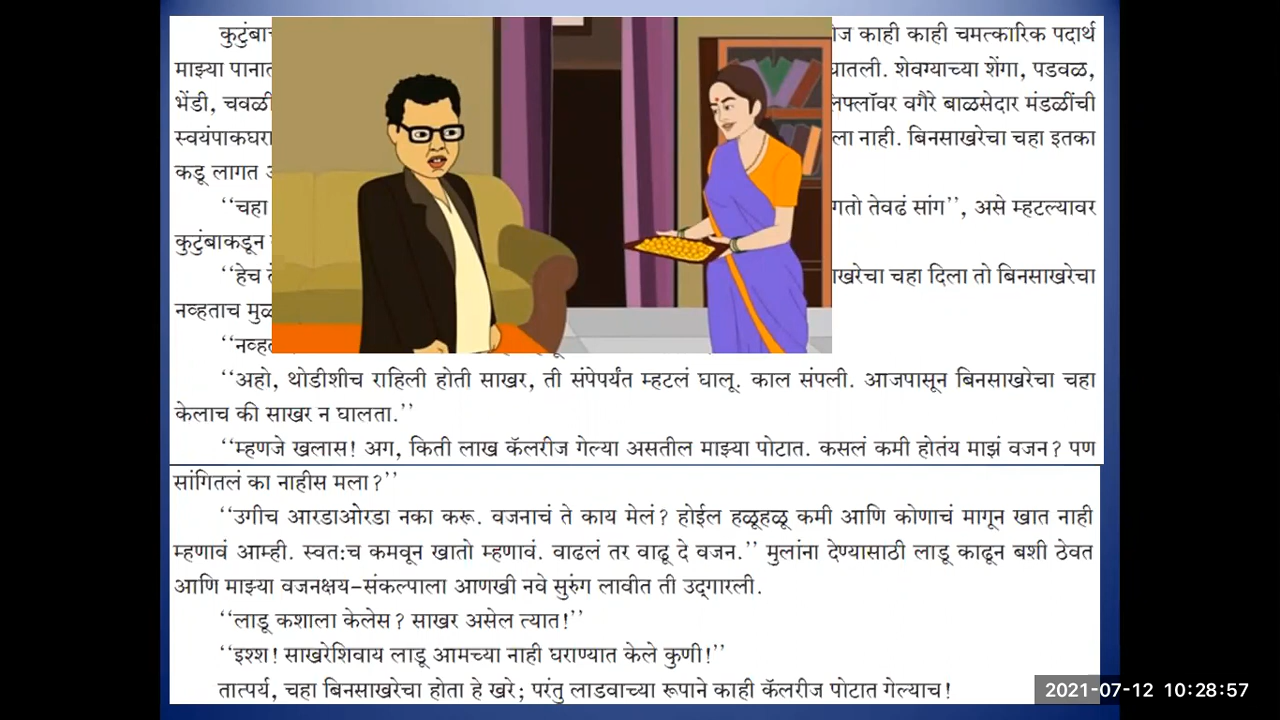 कुटुंबाच ज काही काही चमत्कारिक पदार्थ
माझ्या पानात घातली. शेवग्याच्या शेंगा, पडवळ,
भेंडी, चवळी लिफ्लॉवर वगैरे बाळसेदार मंडळींची
स्वयंपाकघरा ला नाही. बिनसाखरेचा चहा इतका
कडू लागत
‘‘चहा गतो तेवढं सांग’’, असे म्हटल्यावर
कुटुंबाकडून
‘‘हेच ाखरेचा चहा दिला तो बिनसाखरेचा
नव्हताच मुळ
‘‘नव्हत
‘‘अहो, थोडीशीच राहिली होती साखर, ती संपेपर्यंत म्हटलं घालू. काल संपली. आजपासून बिनसाखरेचा चहा
केलाच की साखर न घालता.’’
‘‘म्हणजे खलास! अग, किती लाख कॅलरीज गेल्या असतील माझ्या पोटात. कसलं कमी होतंय माझं वजन? पण
सांगितलं का नाहीस मला?’’
‘‘उगीच आरडाओरडा नका करू. वजनाचं ते काय मेलं? होईल हळूहळू कमी आणि कोणाचं मागून खात नाही
म्हणावं आम्ही. स्वतःच कमवून खातो म्हणावं. वाढलं तर वाढू दे वजन.’’ मुलांना देण्यासाठी लाडू काढून बशी ठेवत
आणि माझ्या वजनक्षय–संकल्पाला आणखी नवे सुरुंग लावीत ती उद्‌गारली.
‘‘लाडू कशाला केलेस? साखर असेल त्यात!’’
‘‘इश्श! साखरेशिवाय लाडू आमच्या नाही घराण्यात केले कुणी!’’
तात्पर्य, चहा बिनसाखरेचा होता हे खरे; परंतु लाडवाच्या रूपाने काही कॅलरीज पोटात गेल्याच!
2021-07-12 10:28:57